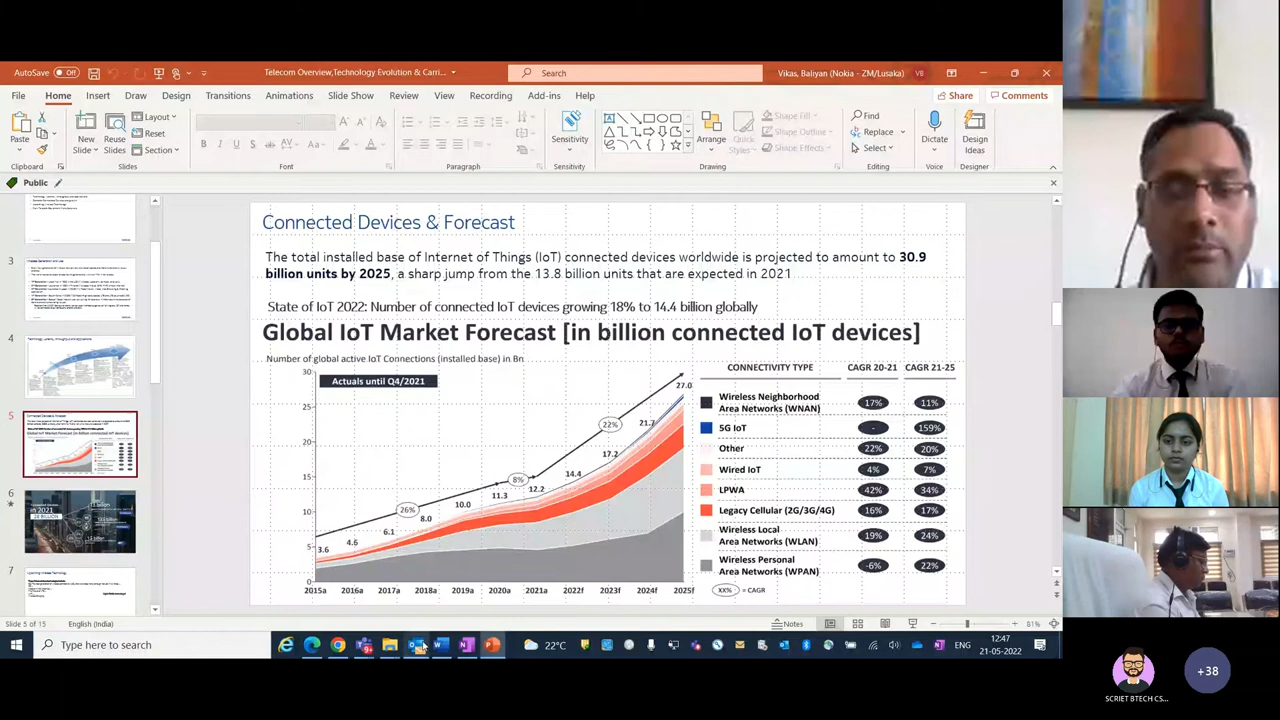 AutoSave Off
Telecom Overview,Technology Evolution & Carri...
Search
Vikas, Baliyan (Nokia - ZM/Lusaka) VB
File Home Insert Draw Design Transitions Animations Slide Show Review View Recording Add-ins Help
Share Comments
Paste
New Slide
Reuse Slides
Layout
Reset
Section
Sensitivity
Arrange
Quick Styles
Shape Fill
Shape Outline
Shape Effects
Find
Replace
Select
Dictate
Design Ideas
Clipboard Slides Font Paragraph Sensitivity Drawing Editing Voice Designer
Public
3
4
5
6
in 2021
7
Connected Devices & Forecast
The total installed base of Internet of Things (IoT) connected devices worldwide is projected to amount to 30.9
billion units by 2025, a sharp jump from the 13.8 billion units that are expected in 2021
State of IoT 2022: Number of connected IoT devices growing 18% to 14.4 billion globally
Global IoT Market Forecast [in billion connected IoT devices]
Number of global active IoT Connections (installed base) in Bn
Actuals until Q4/2021
30
25
20
15
10
5
0
3.6 4.6 6.1 8.0 10.0 11.3 12.2 14.4 17.2 21.7 27.0
26% 8% 22%
2015a 2016a 2017a 2018a 2019a 2020a 2021a 2022f 2023f 2024f 2025f
CONNECTIVITY TYPE CAGR 20-21 CAGR 21-25
Wireless Neighborhood
Area Networks (WNAN) 17% 11%
5G IoT - 159%
Other 22% 20%
Wired IoT 4% 7%
LPWA 42% 34%
Legacy Cellular (2G/3G/4G) 16% 17%
Wireless Local
Area Networks (WLAN) 19% 24%
Wireless Personal
Area Networks (WPAN) -6% 22%
XX% = CAGR
Slide 5 of 15 English (India)
Notes
81%
Type here to search
22°C
ENG
12:47
21-05-2022
SCRIET BTECH CS...
+38